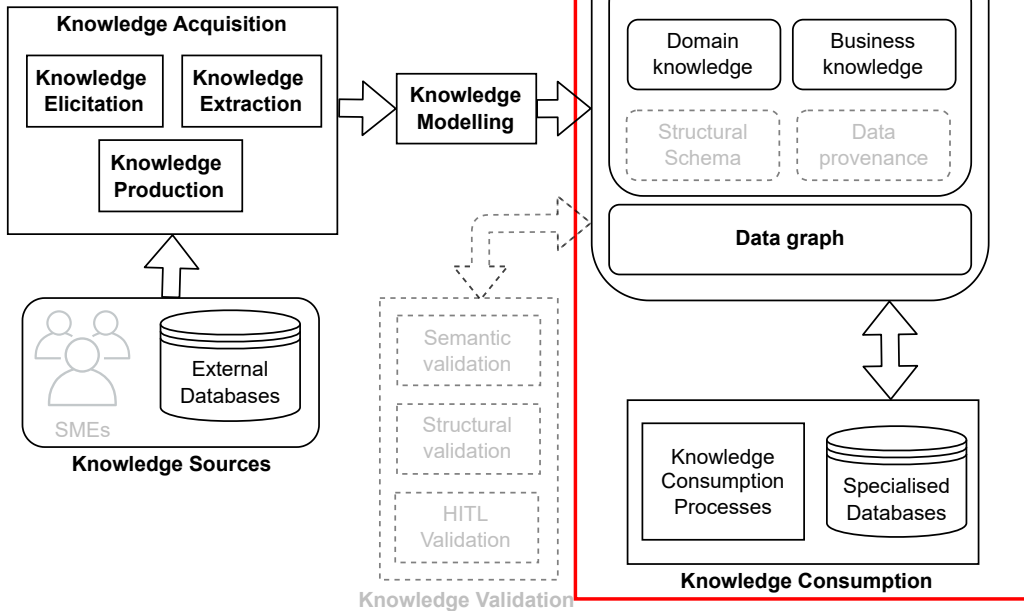 Knowledge Acquisition
Knowledge
Elicitation
Knowledge
Extraction
Knowledge
Production
Knowledge
Modelling
Domain
knowledge
Business
knowledge
Structural
Schema
Data
provenance
Data graph
SMEs
External
Databases
Knowledge Sources
Semantic
validation
Structural
validation
HITL
Validation
Knowledge Validation
Knowledge
Consumption
Processes
Specialised
Databases
Knowledge Consumption